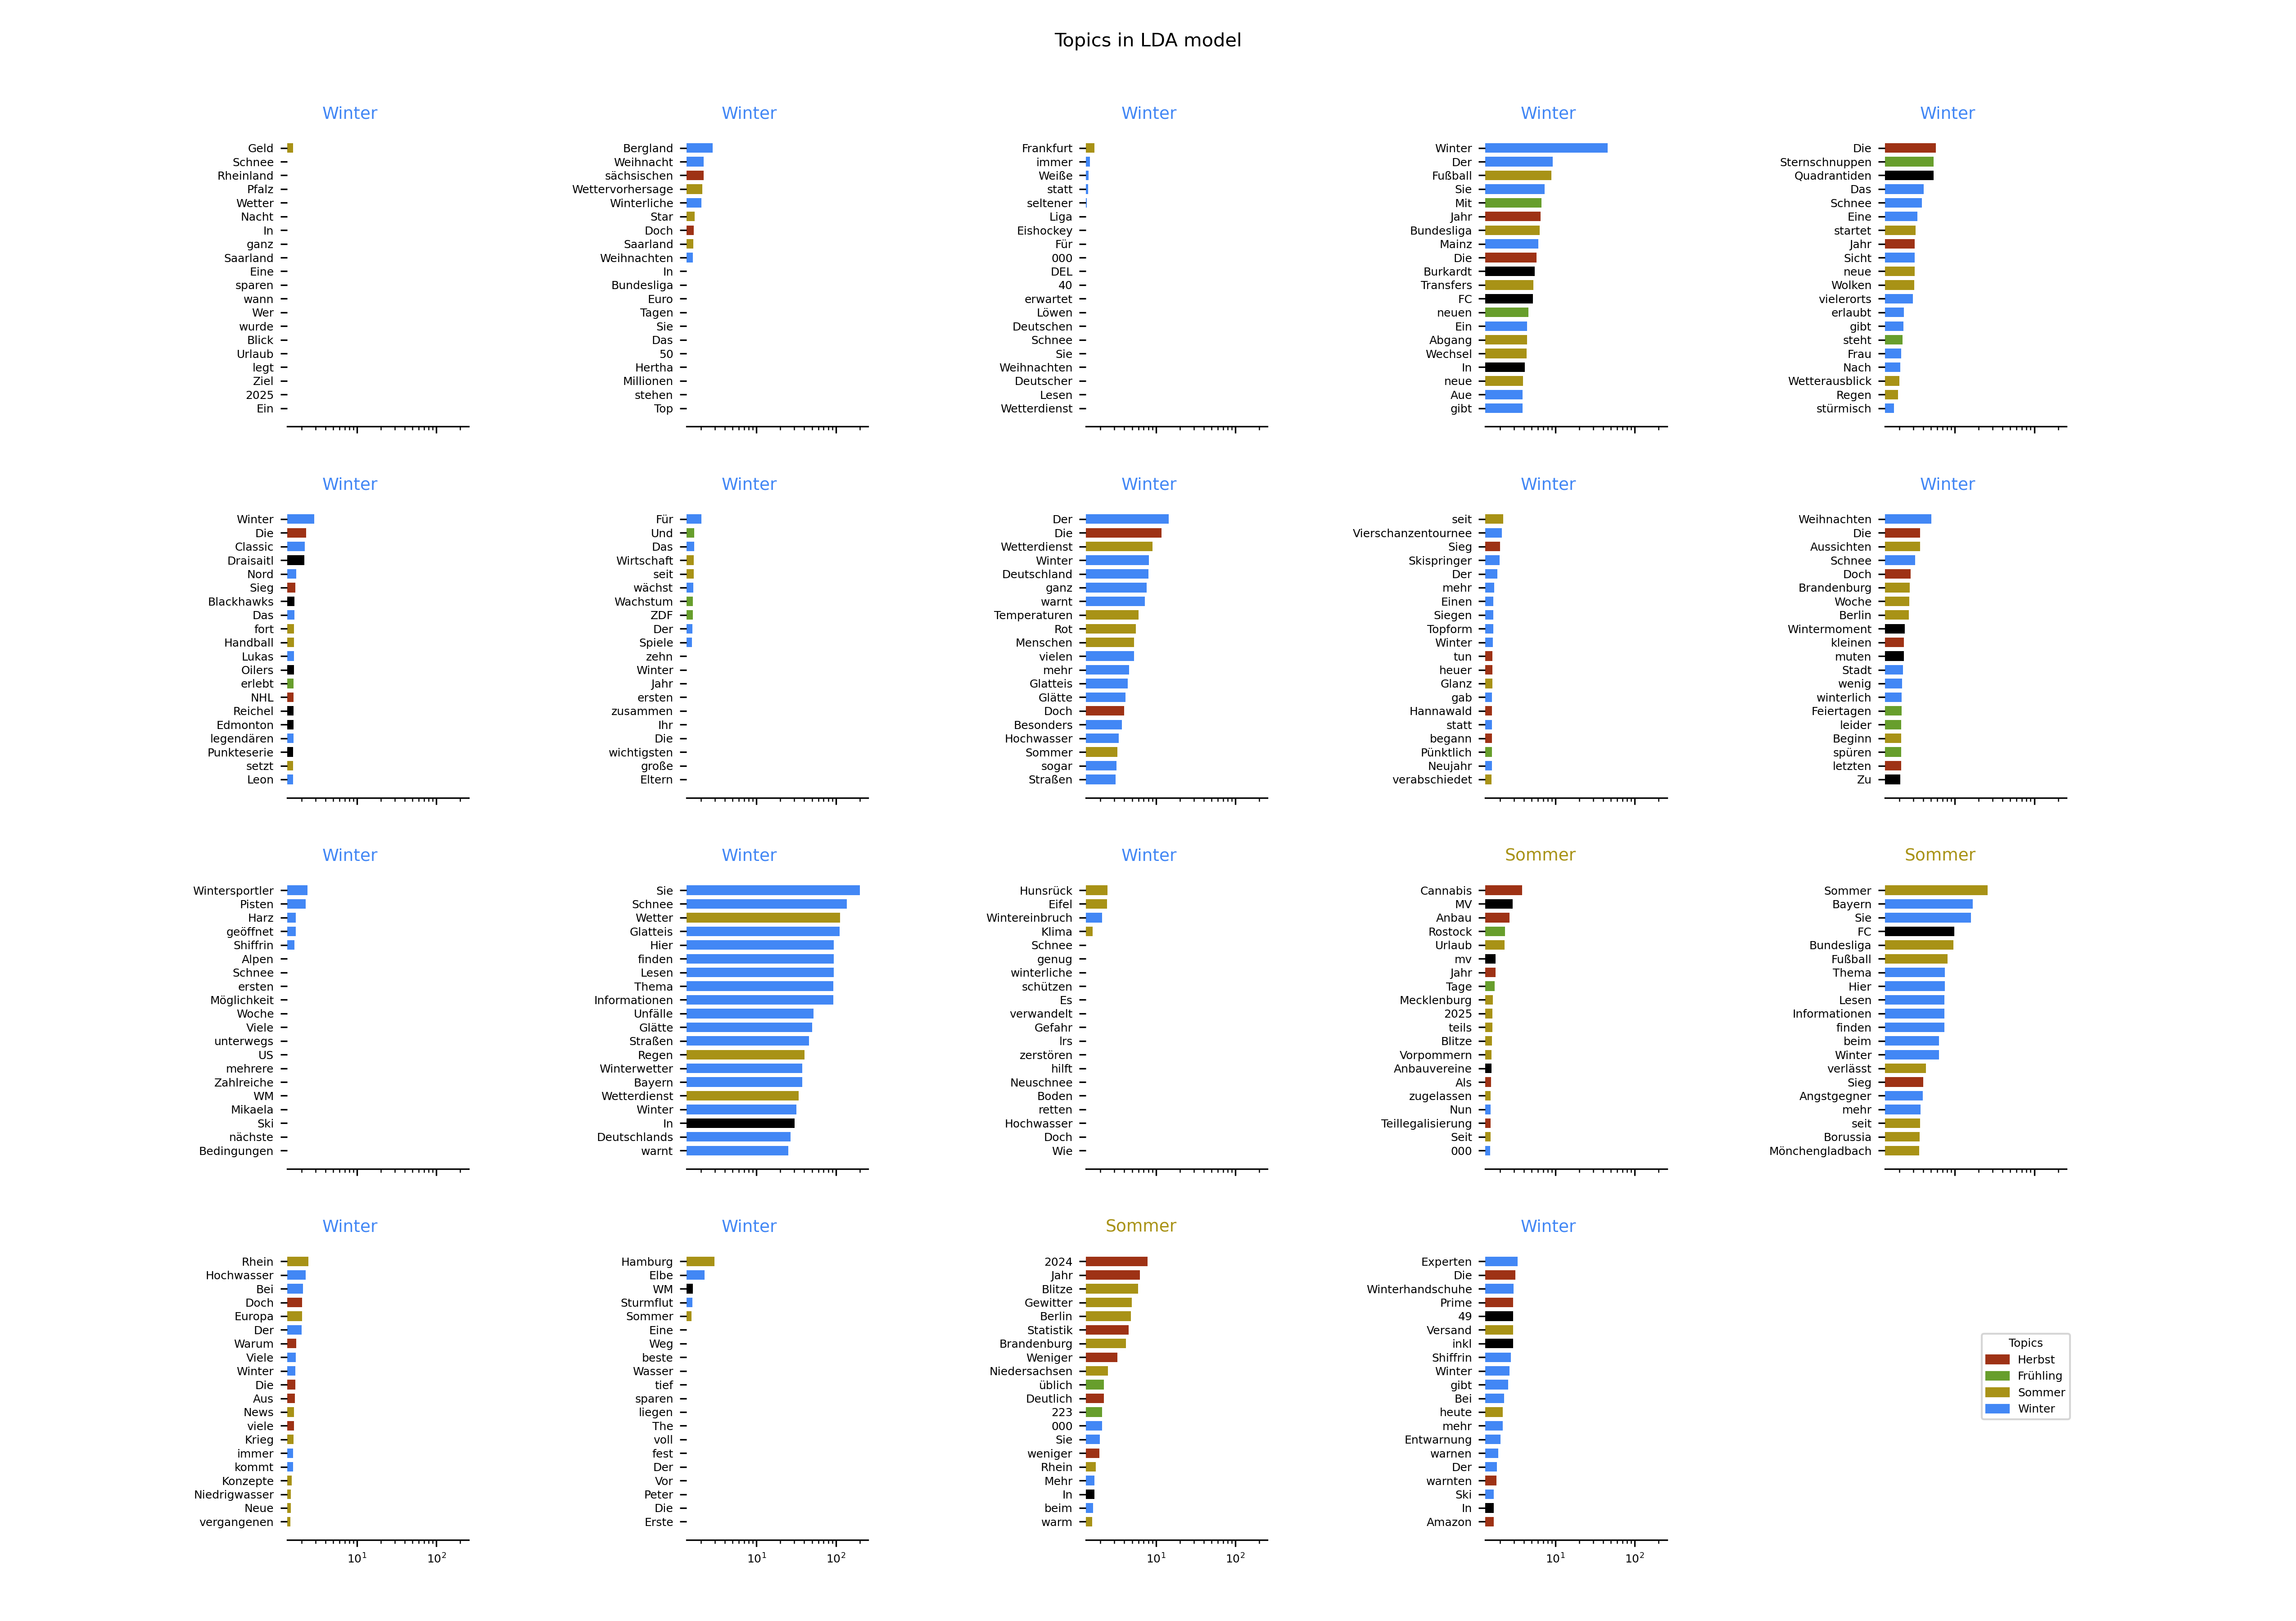 Topics in LDA model
Winter
Geld
Schnee
Rheinland
Pfalz
Wetter
Nacht
In
ganz
Saarland
Eine
sparen
wann
Wer
wurde
Blick
Urlaub
legt
Ziel
2025
Ein
Winter
Bergland
Weihnacht
sächsischen
Wettervorhersage
Winterliche
Star
Doch
Saarland
Weihnachten
In
Bundesliga
Euro
Tagen
Sie
Das
50
Hertha
Millionen
stehen
Top
Winter
Frankfurt
immer
Weiße
statt
seltener
Liga
Eishockey
Für
000
DEL
40
erwartet
Löwen
Deutschen
Schnee
Sie
Weihnachten
Deutscher
Lesen
Wetterdienst
Winter
Winter
Der
Fußball
Sie
Mit
Jahr
Bundesliga
Mainz
Die
Burkardt
Transfers
FC
neuen
Ein
Abgang
Wechsel
In
neue
Aue
gibt
Winter
Die
Sternschnuppen
Quadrantiden
Das
Schnee
Eine
startet
Jahr
Sicht
neue
Wolken
vielerorts
erlaubt
gibt
steht
Frau
Nach
Wetterausblick
Regen
stürmisch
Winter
Winter
Die
Classic
Draisaitl
Nord
Sieg
Blackhawks
Das
fort
Handball
Lukas
Oilers
erlebt
NHL
Reichel
Edmonton
legendären
Punkteserie
setzt
Leon
Winter
Für
Und
Das
Wirtschaft
seit
wächst
Wachstum
ZDF
Der
Spiele
zehn
Winter
Jahr
ersten
zusammen
Ihr
Die
wichtigsten
große
Eltern
Winter
Der
Die
Wetterdienst
Winter
Deutschland
ganz
warnt
Temperaturen
Rot
Menschen
vielen
mehr
Glatteis
Glätte
Doch
Besonders
Hochwasser
Sommer
sogar
Straßen
Winter
seit
Vierschanzentournee
Sieg
Skispringer
Der
mehr
Einen
Siegen
Topform
Winter
tun
heuer
Glanz
gab
Hannawald
statt
begann
Pünktlich
Neujahr
verabschiedet
Winter
Weihnachten
Die
Aussichten
Schnee
Doch
Brandenburg
Woche
Berlin
Wintermoment
kleinen
muten
Stadt
wenig
winterlich
Feiertagen
leider
Beginn
spüren
letzten
Zu
Winter
Wintersportler
Pisten
Harz
geöffnet
Shiffrin
Alpen
Schnee
ersten
Möglichkeit
Woche
Viele
unterwegs
US
mehrere
Zahlreiche
WM
Mikaela
Ski
nächste
Bedingungen
Winter
Sie
Schnee
Wetter
Glatteis
Hier
finden
Lesen
Thema
Informationen
Unfälle
Glätte
Straßen
Regen
Winterwetter
Bayern
Wetterdienst
Winter
In
Deutschlands
warnt
Winter
Hunsrück
Eifel
Wintereinbruch
Klima
Schnee
genug
winterliche
schützen
Es
verwandelt
Gefahr
Irs
zerstören
hilft
Neuschnee
Boden
retten
Hochwasser
Doch
Wie
Sommer
Cannabis
MV
Anbau
Rostock
Urlaub
mv
Jahr
Tage
Mecklenburg
2025
teils
Blitze
Vorpommern
Anbauvereine
Als
zugelassen
Nun
Teillegalisierung
Seit
000
Sommer
Sommer
Bayern
Sie
FC
Bundesliga
Fußball
Thema
Hier
Lesen
Informationen
finden
beim
Winter
verlässt
Sieg
Angstgegner
mehr
seit
Borussia
Mönchengladbach
Winter
Rhein
Hochwasser
Bei
Doch
Europa
Der
Warum
Viele
Winter
Die
Aus
News
viele
Krieg
immer
kommt
Konzepte
Niedrigwasser
Neue
vergangenen
10¹ 10²
Winter
Hamburg
Elbe
WM
Sturmflut
Sommer
Eine
Weg
beste
Wasser
tief
sparen
liegen
The
voll
fest
Der
Vor
Peter
Die
Erste
10¹ 10²
Sommer
2024
Jahr
Blitze
Gewitter
Berlin
Statistik
Brandenburg
Weniger
Niedersachsen
üblich
Deutlich
223
000
Sie
weniger
Rhein
Mehr
In
beim
warm
10¹ 10²
Winter
Experten
Die
Winterhandschuhe
Prime
49
Versand
inkl
Shiffrin
Winter
gibt
Bei
heute
mehr
Entwarnung
warnen
Der
warnten
Ski
In
Amazon
10¹ 10²
Topics
Herbst
Frühling
Sommer
Winter